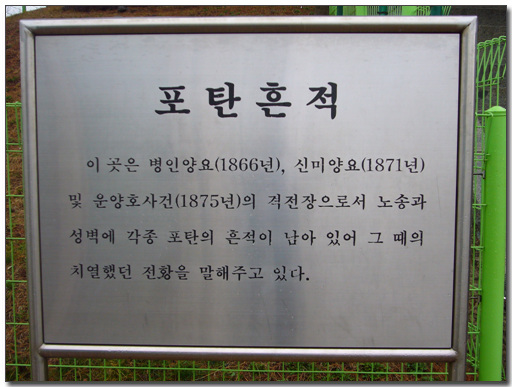 포탄흔적
이 곳은 병인양요(1866년), 신미양요(1871년)
및 운양호사건(1875년)의 격전장으로서 노송과
성벽에 각종 포탄의 흔적이 남아 있어 그 때의
치열했던 전황을 말해주고 있다.